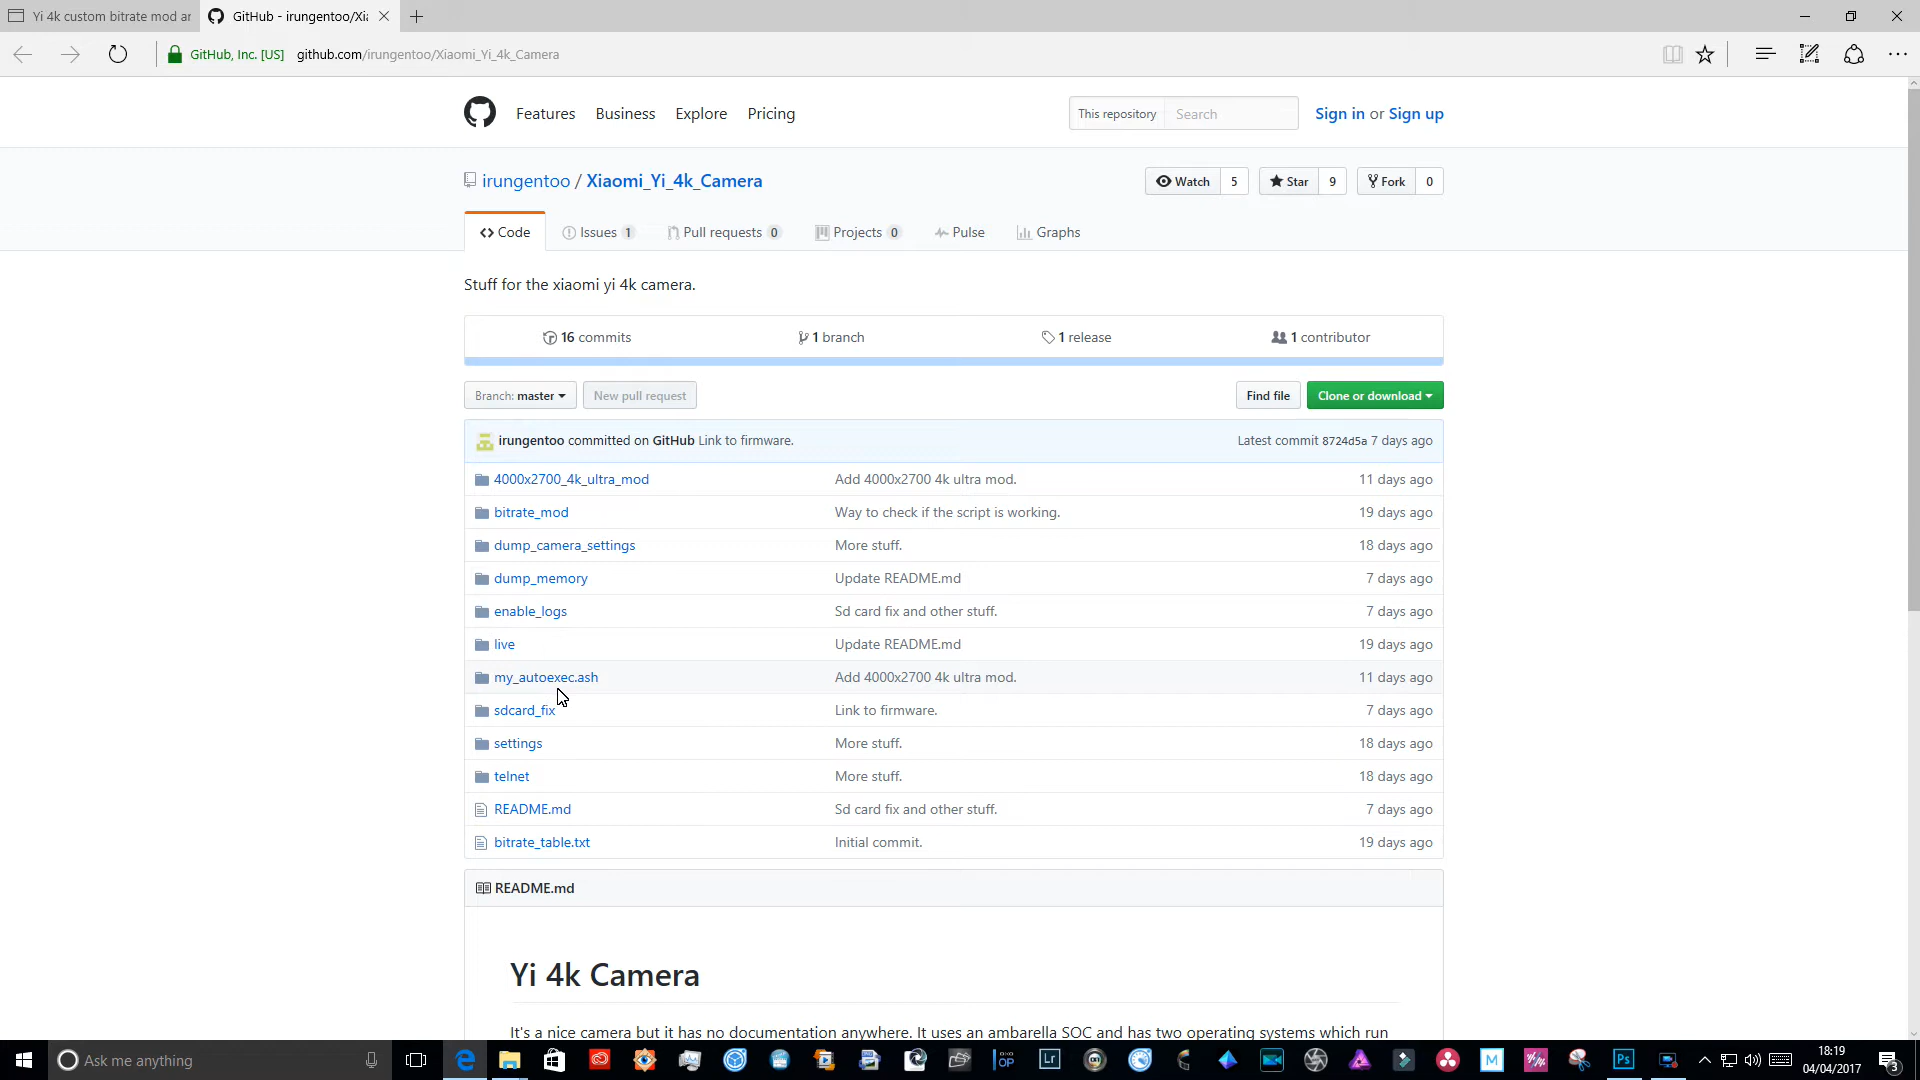 Yi 4k custom bitrate mod ar
GitHub - irungentoo/Xi
GitHub, Inc. [US] github.com/irungentoo/Xiaomi_Yi_4k_Camera
Features Business Explore Pricing
This repository Search
Sign in or Sign up
irungentoo / Xiaomi_Yi_4k_Camera
Watch 5 Star 9 Fork 0
Code Issues 1 Pull requests 0 Projects 0 Pulse Graphs
Stuff for the xiaomi yi 4k camera.
16 commits 1 branch 1 release 1 contributor
Branch: master New pull request Find file Clone or download
irungentoo committed on GitHub Link to firmware. Latest commit 8724d5a 7 days ago
4000x2700_4k_ultra_mod Add 4000x2700 4k ultra mod. 11 days ago
bitrate_mod Way to check if the script is working. 19 days ago
dump_camera_settings More stuff. 18 days ago
dump_memory Update README.md 7 days ago
enable_logs Sd card fix and other stuff. 7 days ago
live Update README.md 19 days ago
my_autoexec.ash Add 4000x2700 4k ultra mod. 11 days ago
sdcard_fix Link to firmware. 7 days ago
settings More stuff. 18 days ago
telnet More stuff. 18 days ago
README.md Sd card fix and other stuff. 7 days ago
bitrate_table.txt Initial commit. 19 days ago
README.md
Yi 4k Camera
It's a nice camera but it has no documentation anywhere. It uses an ambarella SOC and has two operating systems which run
Ask me anything
OP
Lr
M
Ps
18:19
04/04/2017
3